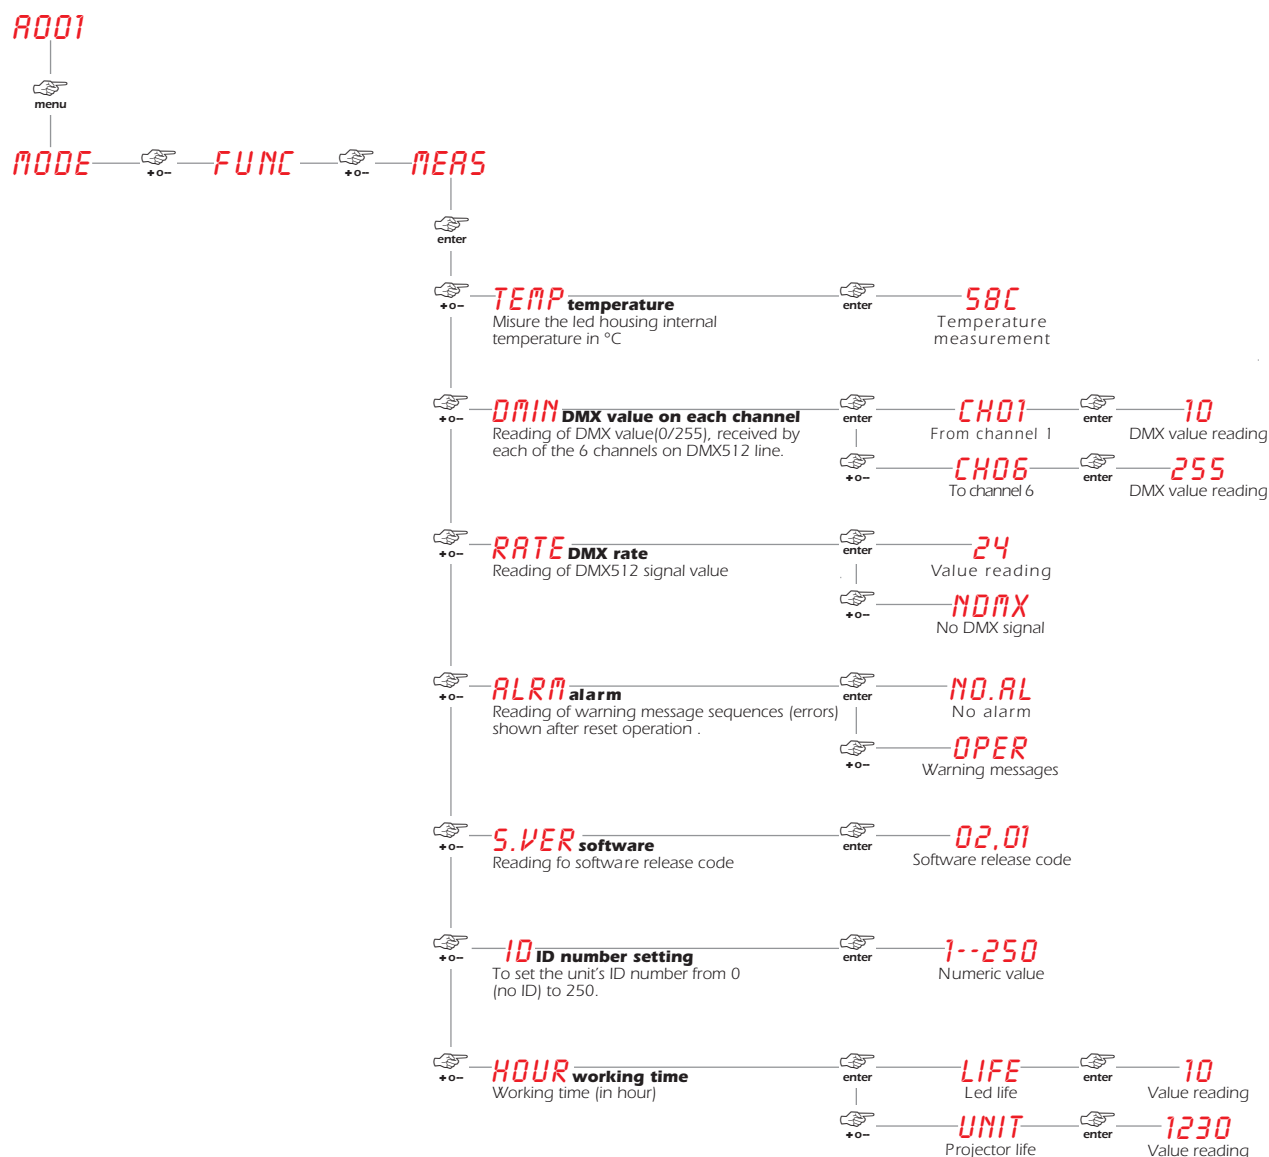 A001
menu
MODE +o- FUNC +o- MEAS
enter
+o- TEMP temperature enter 58C
Misure the led housing internal
temperature in °C
Temperature
measurement
+o- DMIN DMX value on each channel enter CH01 enter 10
Reading of DMX value(0/255), received by
each of the 6 channels on DMX512 line.
From channel 1
DMX value reading
+o- CH06 enter 255
To channel 6
DMX value reading
+o- RATE DMX rate enter 24
Reading of DMX512 signal value
Value reading
+o- NDMX
No DMX signal
+o- ALRM alarm enter NO.AL
Reading of warning message sequences (errors)
shown after reset operation .
No alarm
+o- OPER
Warning messages
+o- S.VER software enter 02,01
Reading fo software release code
Software release code
+o- ID ID number setting enter 1--250
To set the unit's ID number from 0
(no ID) to 250.
Numeric value
+o- HOUR working time enter LIFE enter 10
Working time (in hour)
Led life
Value reading
+o- UNIT enter 1230
Projector life
Value reading